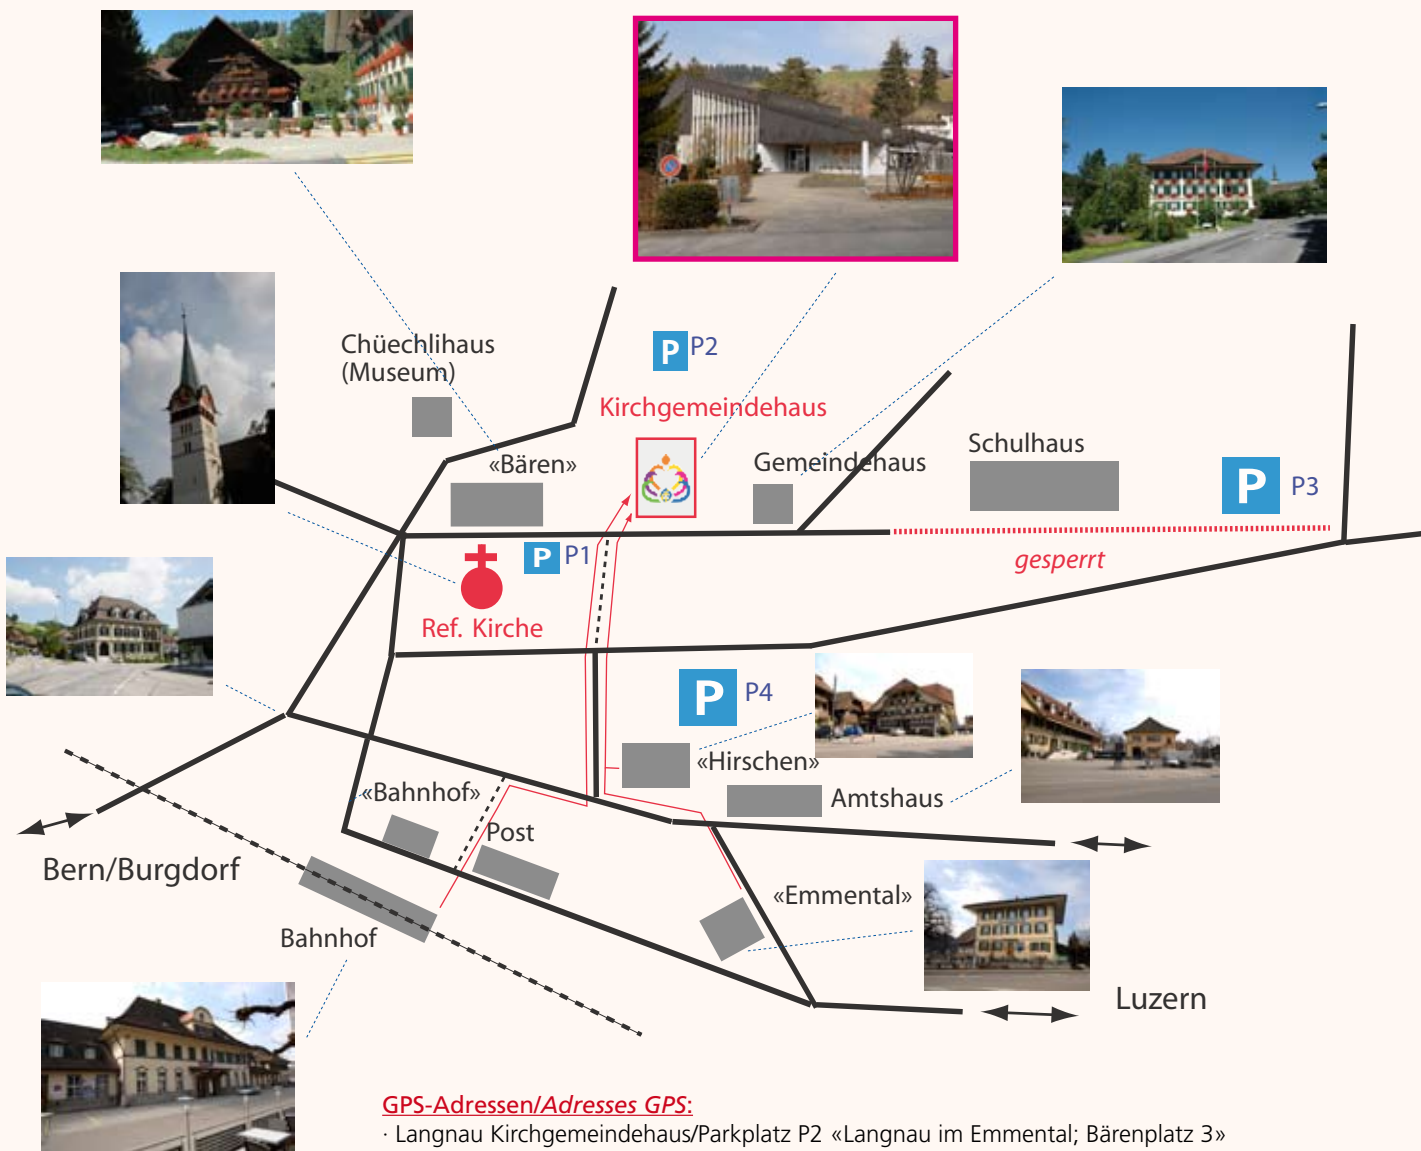 Chüechlihaus
(Museum)
P P2
Kirchgemeindehaus
«Bären»
Gemeindehaus
Schulhaus
P P3
P P1
gesperrt
Ref. Kirche
P P4
«Hirschen»
«Bahnhof»
Amtshaus
Post
Bern/Burgdorf
«Emmental»
Bahnhof
Luzern
GPS-Adressen/Adresses GPS:
· Langnau Kirchgemeindehaus/Parkplatz P2 «Langnau im Emmental; Bärenplatz 3»